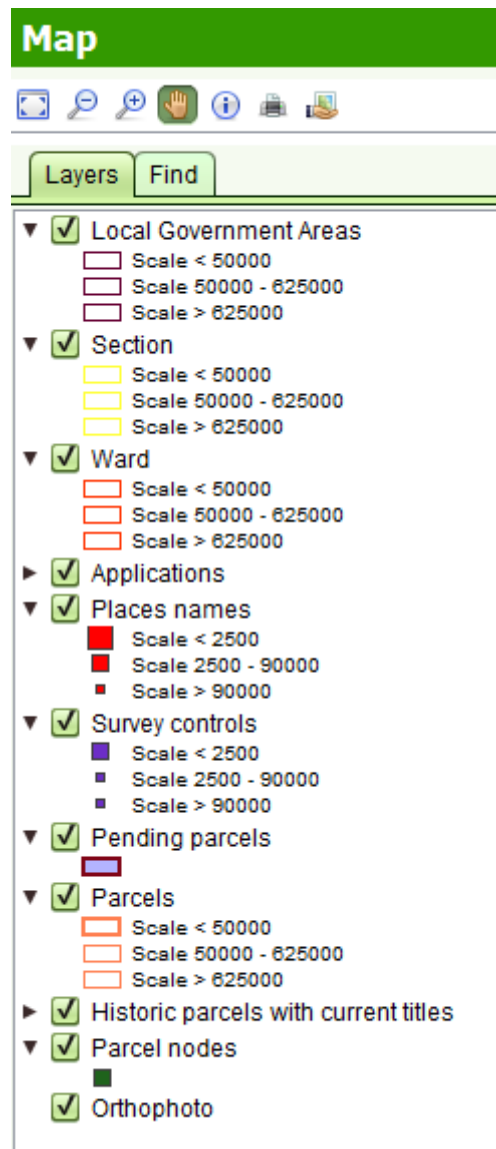 Map
Layers Find
Local Government Areas
Scale < 50000
Scale 50000 - 625000
Scale > 625000
Section
Scale < 50000
Scale 50000 - 625000
Scale > 625000
Ward
Scale < 50000
Scale 50000 - 625000
Scale > 625000
Applications
Places names
Scale < 2500
Scale 2500 - 90000
Scale > 90000
Survey controls
Scale < 2500
Scale 2500 - 90000
Scale > 90000
Pending parcels
Parcels
Scale < 50000
Scale 50000 - 625000
Scale > 625000
Historic parcels with current titles
Parcel nodes
Orthophoto